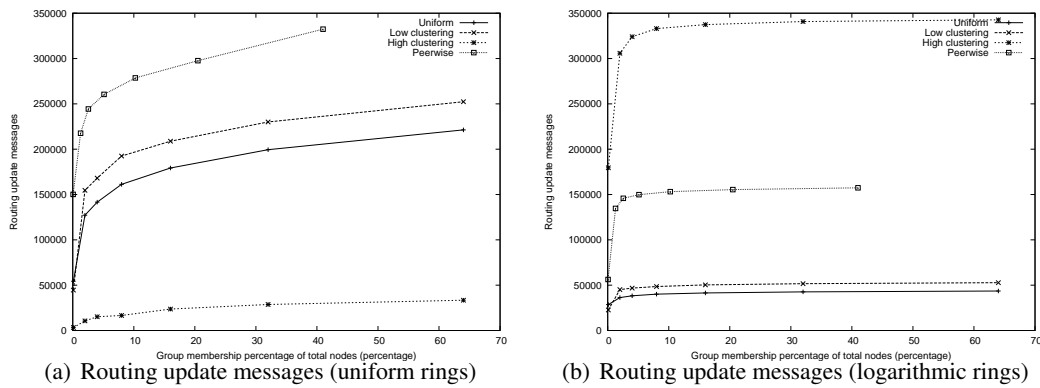 350000
300000
250000
200000
150000
100000
50000
0
Routing update messages
Uniform
Low clustering
High clustering
Peerwise
0 10 20 30 40 50 60 70
Group membership percentage of total nodes (percentage)
(a) Routing update messages (uniform rings)
350000
300000
250000
200000
150000
100000
50000
0
Routing update messages
Uniform
Low clustering
High clustering
Peerwise
0 10 20 30 40 50 60 70
Group membership percentage of total nodes (percentage)
(b) Routing update messages (logarithmic rings)